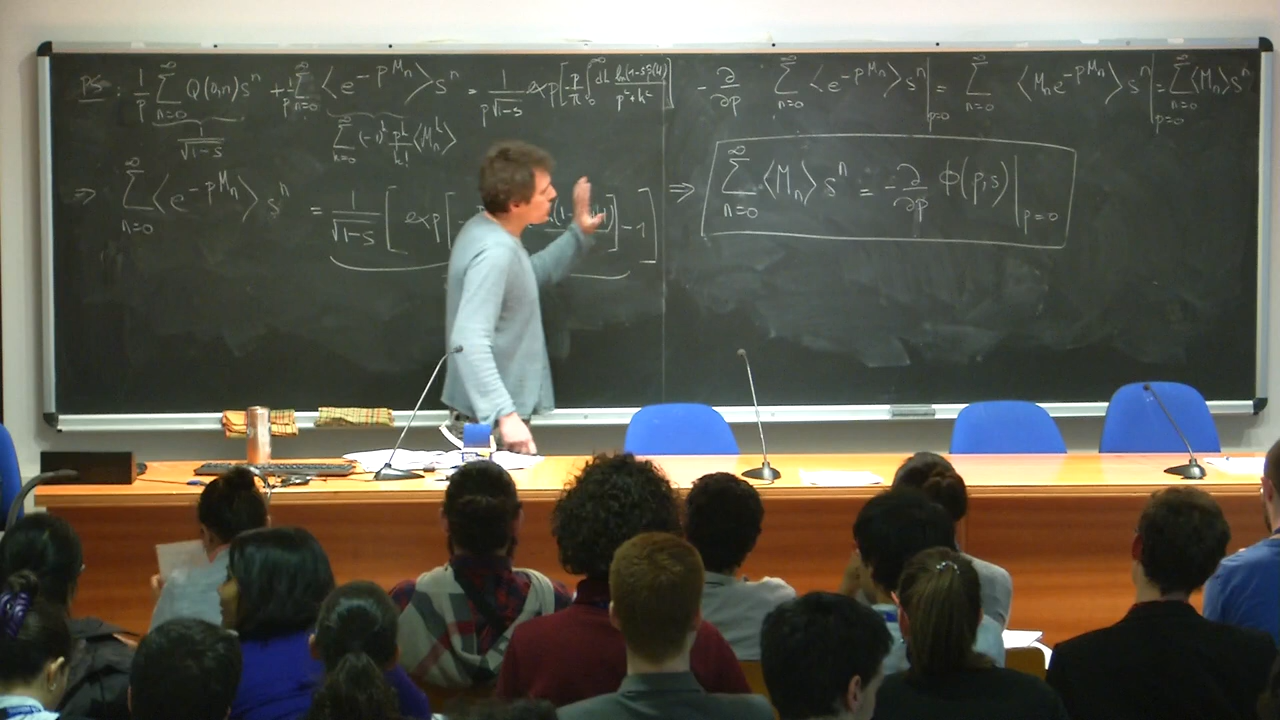 PS: 1/p ∑_{n=0}^{∞} Q(0,n)s^n + 1/p ∑_{n=0}^{∞} ⟨e^{-pM_n}⟩ s^n = 1/(p√(1-s)) exp[-p/π ∫_0^∞ dk ln(1-s f̂(k))/(p²+k²)]
1/√(1-s)
∑_{k=0}^{∞} (-1)^k p^k/k! ⟨M_n^k⟩
⇒ ∑_{n=0}^{∞} ⟨e^{-pM_n}⟩ s^n = 1/√(1-s) [exp[- (1- ]-1]
-∂/∂p ∑_{n=0}^{∞} ⟨e^{-pM_n}⟩ s^n |_{p=0} = ∑_{n=0}^{∞} ⟨M_n e^{-pM_n}⟩ s^n |_{p=0} = ∑_{n=0}^{∞} ⟨M_n⟩ s^n
⇒ ∑_{n=0}^{∞} ⟨M_n⟩ s^n = -∂/∂p ϕ(p,s)|_{p=0}